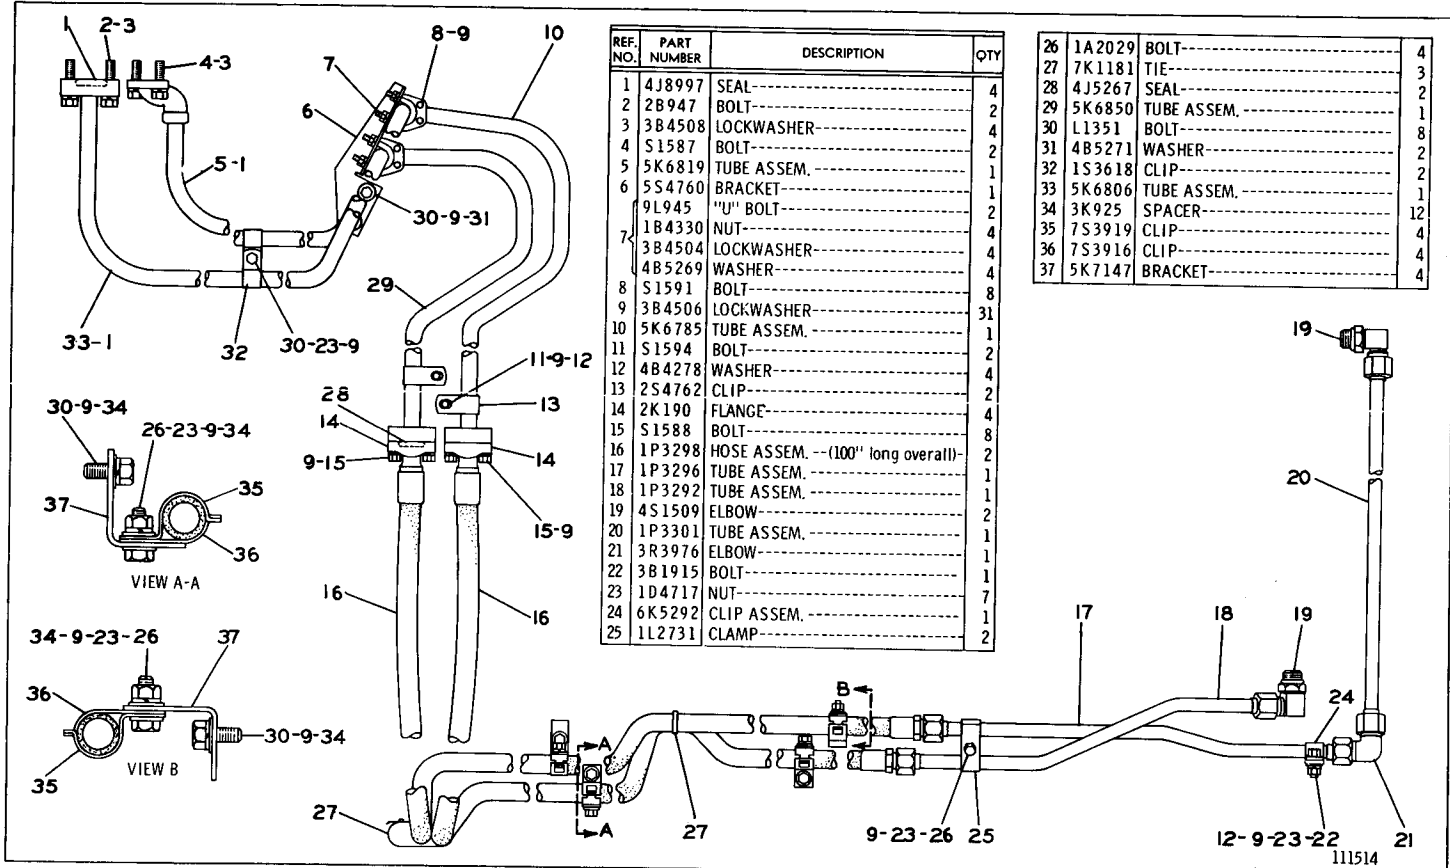 1
2-3
4-3
5-1
33-1
32
30-23-9
30-9-31
6
7
8-9
10
29
11-9-12
13
28
14
14
9-15
15-9
16
16
30-9-34
26-23-9-34
35
37
36
VIEW A-A
34-9-23-26
37
36
35
30-9-34
VIEW B
REF. NO. PART NUMBER DESCRIPTION QTY
1 4J8997 SEAL 4
2 2B947 BOLT 2
3 3B4508 LOCKWASHER 4
4 S1587 BOLT 2
5 5K6819 TUBE ASSEM. 1
6 5S4760 BRACKET 1
7 9L945 "U" BOLT 2
1B4330 NUT 4
3B4504 LOCKWASHER 4
4B5269 WASHER 4
8 S1591 BOLT 8
9 3B4506 LOCKWASHER 31
10 5K6785 TUBE ASSEM. 1
11 S1594 BOLT 2
12 4B4278 WASHER 4
13 2S4762 CLIP 2
14 2K190 FLANGE 4
15 S1588 BOLT 8
16 1P3298 HOSE ASSEM. --(100" long overall)- 2
17 1P3296 TUBE ASSEM. 1
18 1P3292 TUBE ASSEM. 1
19 4S1509 ELBOW 2
20 1P3301 TUBE ASSEM. 1
21 3R3976 ELBOW 1
22 3B1915 BOLT 1
23 1D4717 NUT 7
24 6K5292 CLIP ASSEM. 1
25 1L2731 CLAMP 2
26 1A2029 BOLT 4
27 7K1181 TIE 3
28 4J5267 SEAL 2
29 5K6850 TUBE ASSEM. 1
30 L1351 BOLT 8
31 4B5271 WASHER 2
32 1S3618 CLIP 2
33 5K6806 TUBE ASSEM. 1
34 3K925 SPACER 12
35 7S3919 CLIP 4
36 7S3916 CLIP 4
37 5K7147 BRACKET 4
19
20
17
18
19
24
B
A
A
27
27
9-23-26
25
12-9-23-22
21
111514